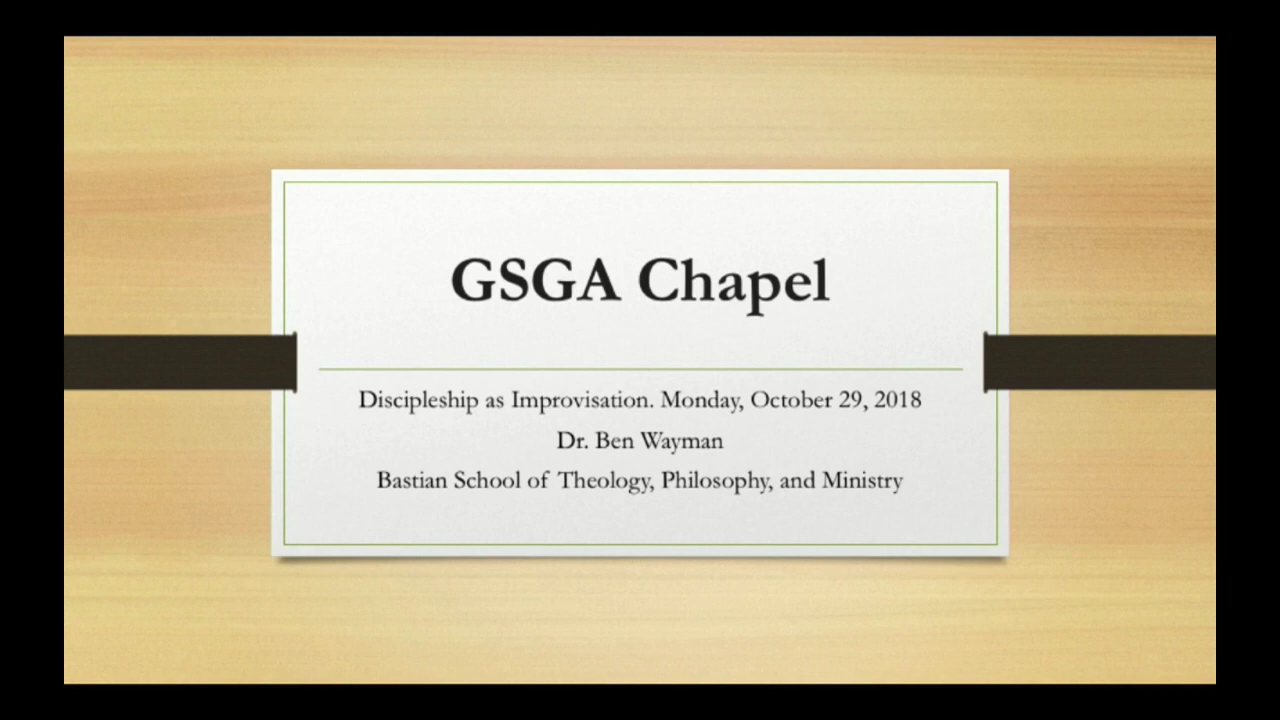 GSGA Chapel
Discipleship as Improvisation. Monday, October 29, 2018
Dr. Ben Wayman
Bastian School of Theology, Philosophy, and Ministry